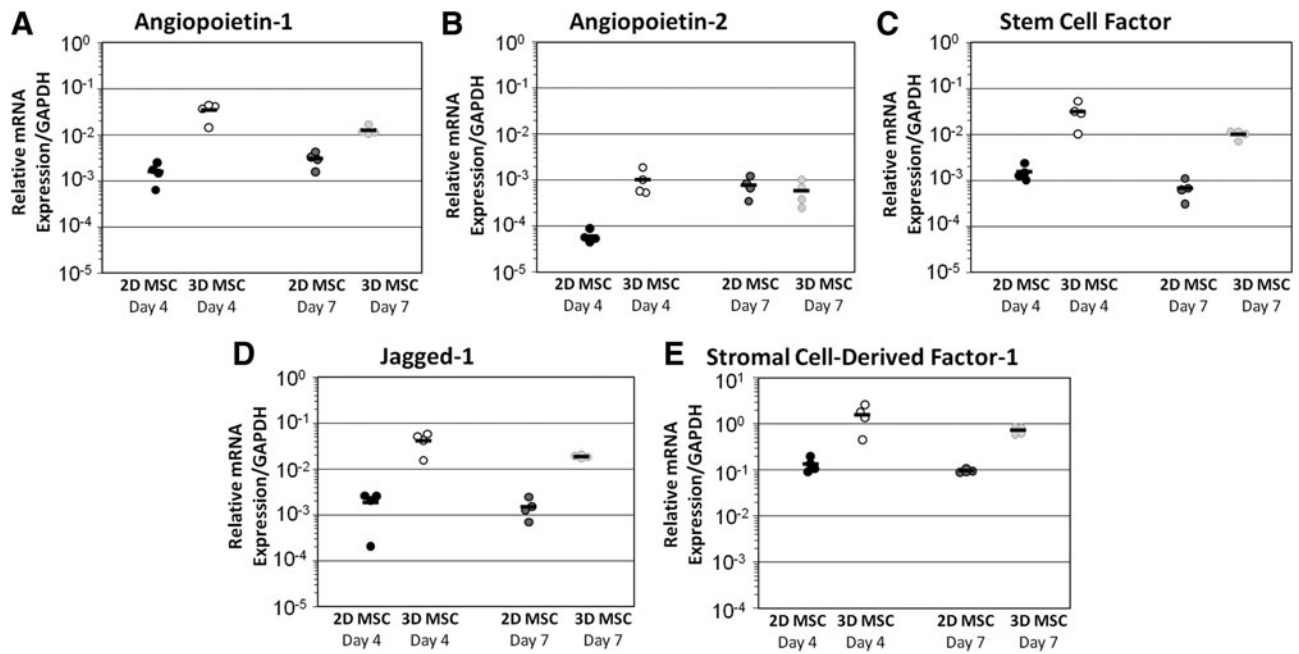 A Angiopoietin-1
Relative mRNA
Expression/GAPDH
10⁰
10⁻¹
10⁻²
10⁻³
10⁻⁴
10⁻⁵
2D MSC 3D MSC 2D MSC 3D MSC
Day 4 Day 4 Day 7 Day 7
B Angiopoietin-2
Relative mRNA
Expression/GAPDH
10⁰
10⁻¹
10⁻²
10⁻³
10⁻⁴
10⁻⁵
2D MSC 3D MSC 2D MSC 3D MSC
Day 4 Day 4 Day 7 Day 7
C Stem Cell Factor
Relative mRNA
Expression/GAPDH
10⁰
10⁻¹
10⁻²
10⁻³
10⁻⁴
10⁻⁵
2D MSC 3D MSC 2D MSC 3D MSC
Day 4 Day 4 Day 7 Day 7
D Jagged-1
Relative mRNA
Expression/GAPDH
10⁰
10⁻¹
10⁻²
10⁻³
10⁻⁴
10⁻⁵
2D MSC 3D MSC 2D MSC 3D MSC
Day 4 Day 4 Day 7 Day 7
E Stromal Cell-Derived Factor-1
Relative mRNA
Expression/GAPDH
10¹
10⁰
10⁻¹
10⁻²
10⁻³
10⁻⁴
2D MSC 3D MSC 2D MSC 3D MSC
Day 4 Day 4 Day 7 Day 7